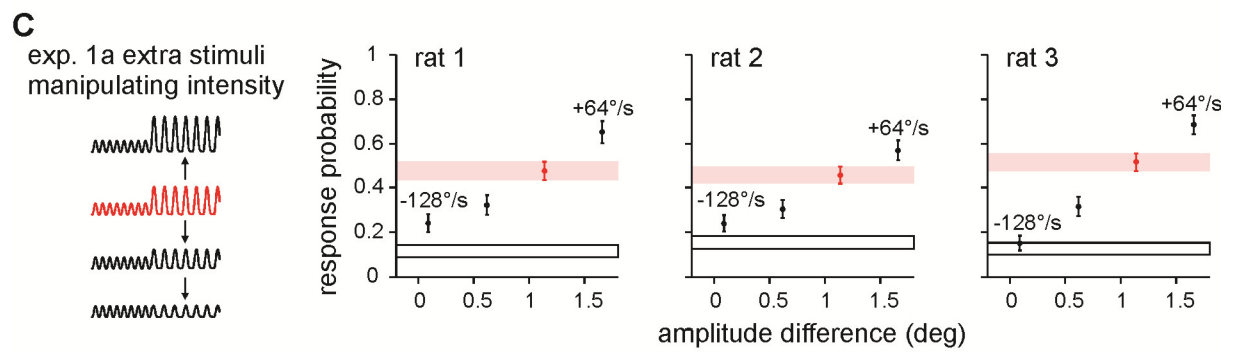 C
exp. 1a extra stimuli
manipulating intensity
response probability
1
0.8
0.6
0.4
0.2
0
rat 1
+64°/s
-128°/s
0 0.5 1 1.5
rat 2
+64°/s
-128°/s
0 0.5 1 1.5
rat 3
+64°/s
-128°/s
0 0.5 1 1.5
amplitude difference (deg)